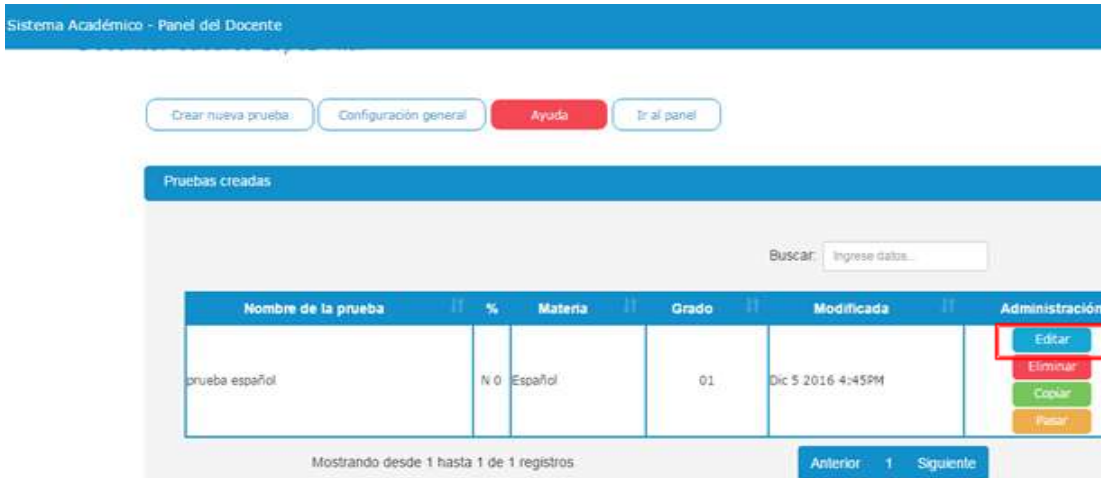 Sistema Académico - Panel del Docente
Crear nueva prueba
Configuración general
Ayuda
Ir al panel
Pruebas creadas
Buscar: Ingrese datos...
Nombre de la prueba % Materia Grado Modificada Administración
prueba español N 0 Español 01 Dic 5 2016 4:45PM
Editar
Eliminar
Copiar
Pasar
Mostrando desde 1 hasta 1 de 1 registros
Anterior 1 Siguiente